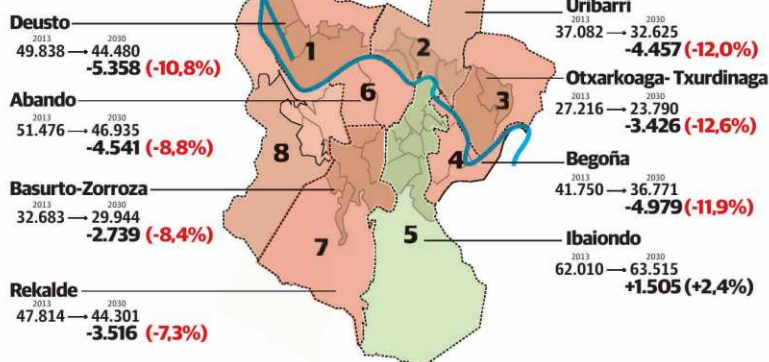 Deusto
2013 2030
49.838 → 44.480
-5.358 (-10,8%)
Abando
2013 2030
51.476 → 46.935
-4.541 (-8,8%)
Basurto-Zorroza
2013 2030
32.683 → 29.944
-2.739 (-8,4%)
Rekalde
2013 2030
47.814 → 44.301
-3.516 (-7,3%)
1
2
3
4
5
6
7
8
Uribarri
2013 2030
37.082 → 32.625
-4.457 (-12,0%)
Otxarkoaga- Txurdinaga
2013 2030
27.216 → 23.790
-3.426 (-12,6%)
Begoña
2013 2030
41.750 → 36.771
-4.979 (-11,9%)
Ibaiondo
2013 2030
62.010 → 63.515
+1.505 (+2,4%)